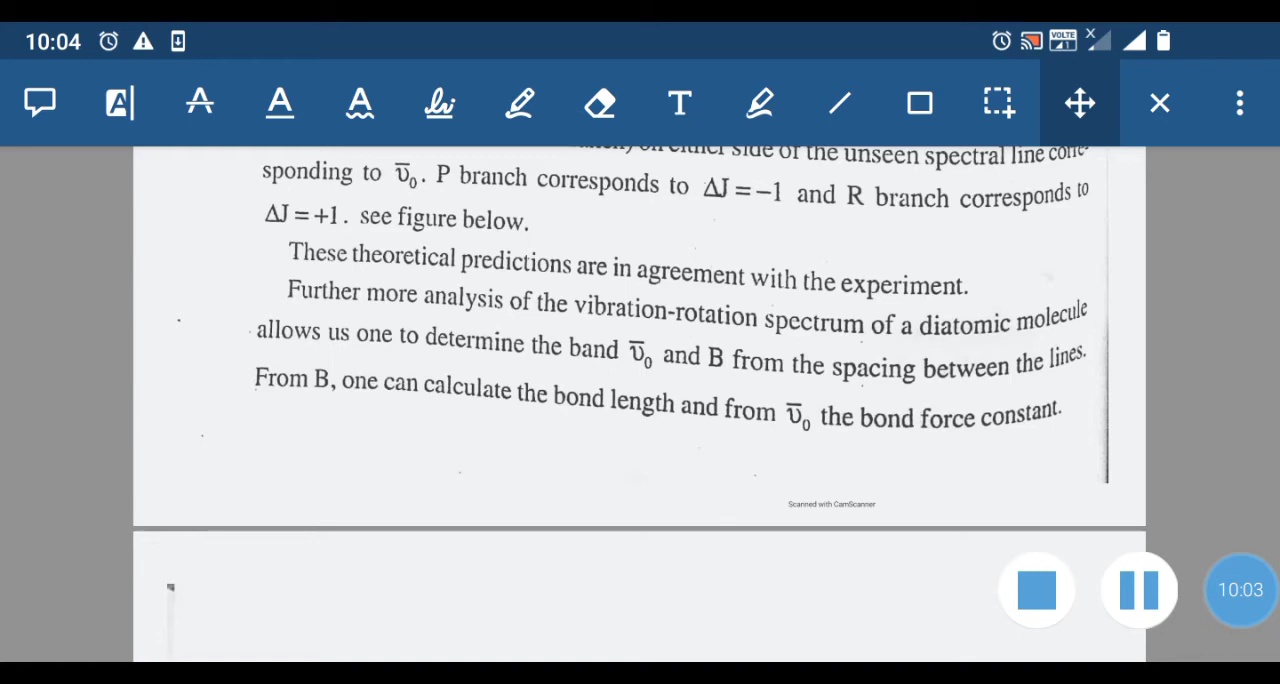 10:04
VOLTE
A A A T
on either side of the unseen spectral line
sponding to ῡ₀. P branch corresponds to ΔJ = −1 and R branch corresponds to
ΔJ = +1. see figure below.
These theoretical predictions are in agreement with the experiment.
Further more analysis of the vibration-rotation spectrum of a diatomic molecule
allows us one to determine the band ῡ₀ and B from the spacing between the lines.
From B, one can calculate the bond length and from ῡ₀ the bond force constant.
Scanned with CamScanner
10:03